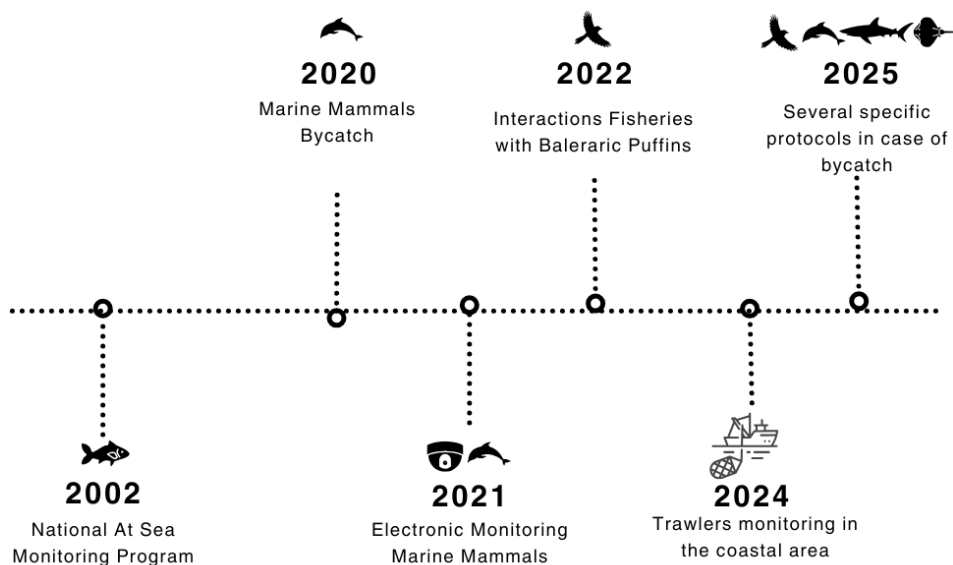 2020
Marine Mammals
Bycatch
2022
Interactions Fisheries
with Baleraric Puffins
2025
Several specific
protocols in case of
bycatch
2002
National At Sea
Monitoring Program
2021
Electronic Monitoring
Marine Mammals
2024
Trawlers monitoring in
the coastal area